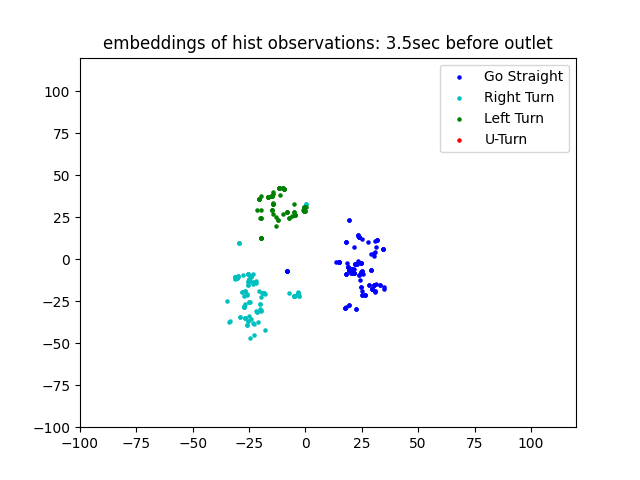 embeddings of hist observations: 3.5sec before outlet
Go Straight
Right Turn
Left Turn
U-Turn
100
75
50
25
0
−25
−50
−75
−100
−100 −75 −50 −25 0 25 50 75 100